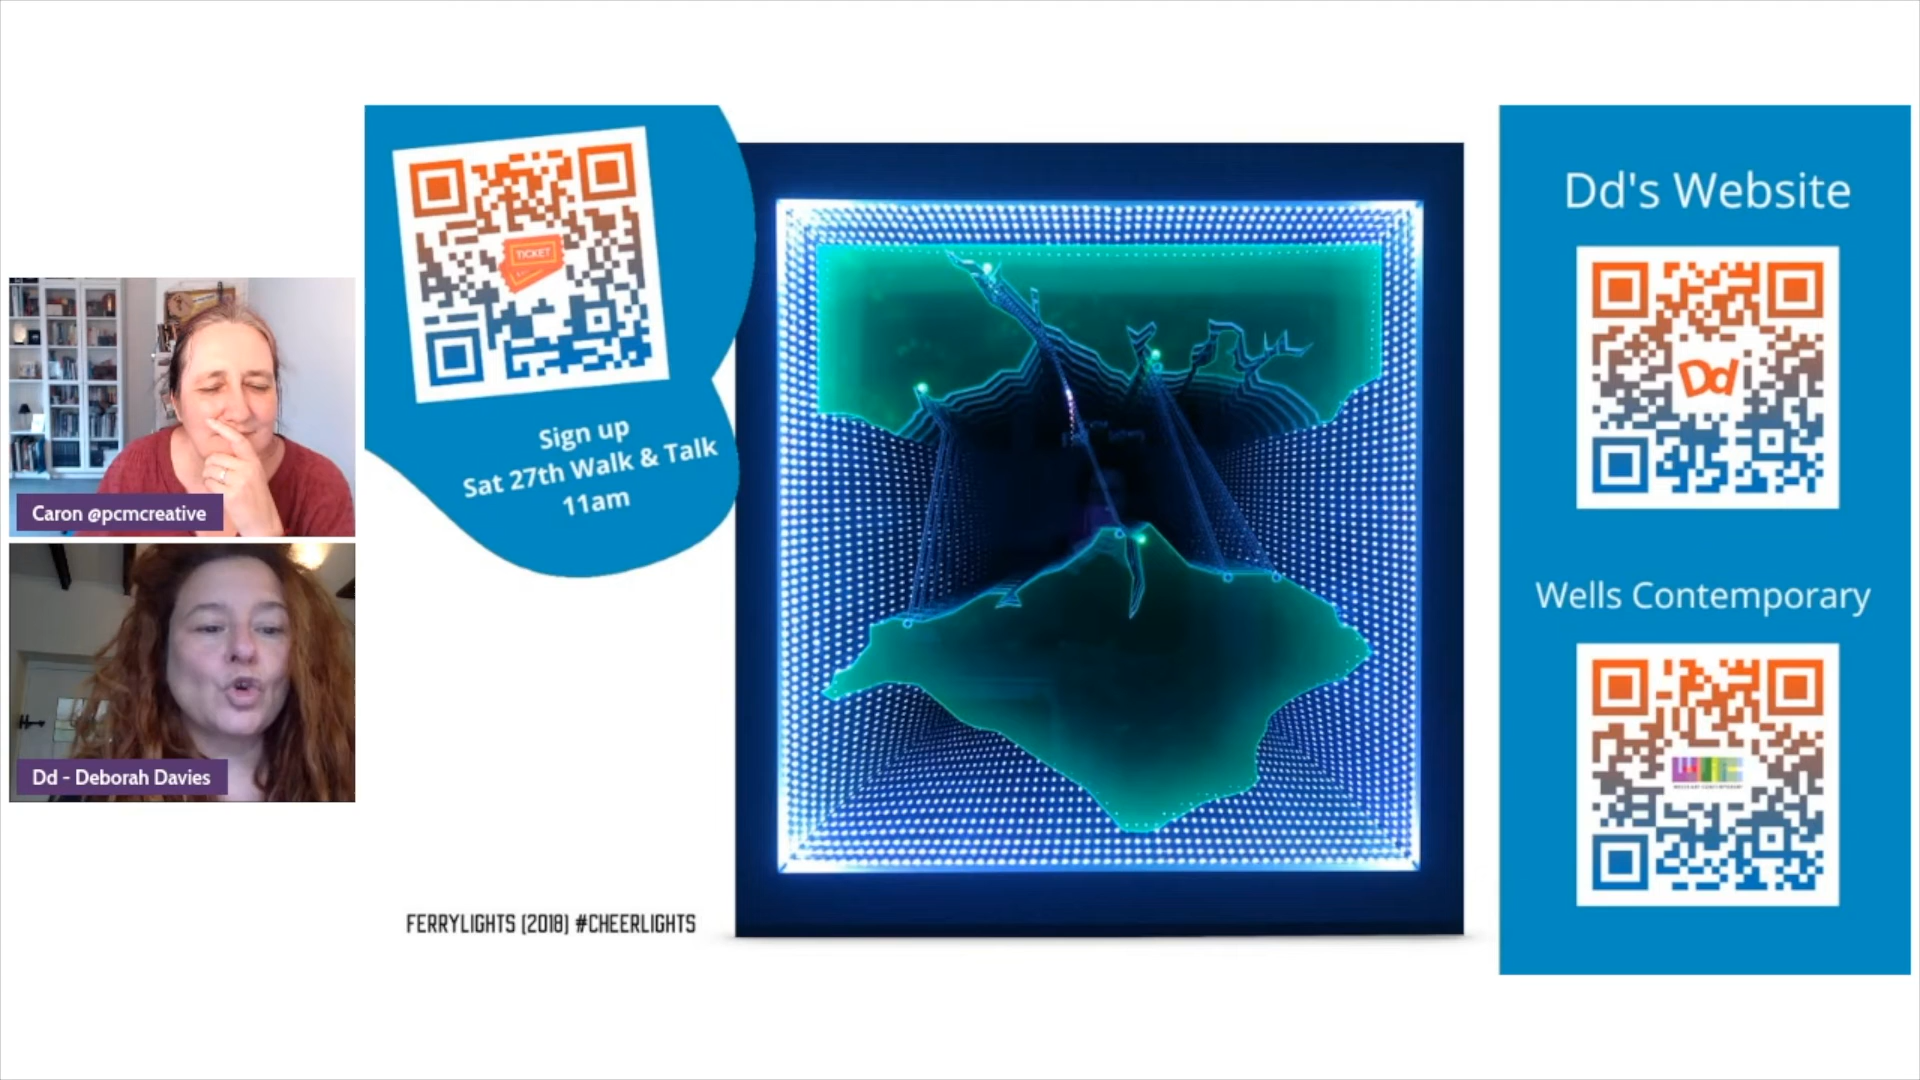 TICKET
Sign up
Sat 27th Walk & Talk
11am
Dd's Website
Dd
Wells Contemporary
Caron @pcmcreative
Dd - Deborah Davies
FERRYLIGHTS (2018) #CHEERLIGHTS